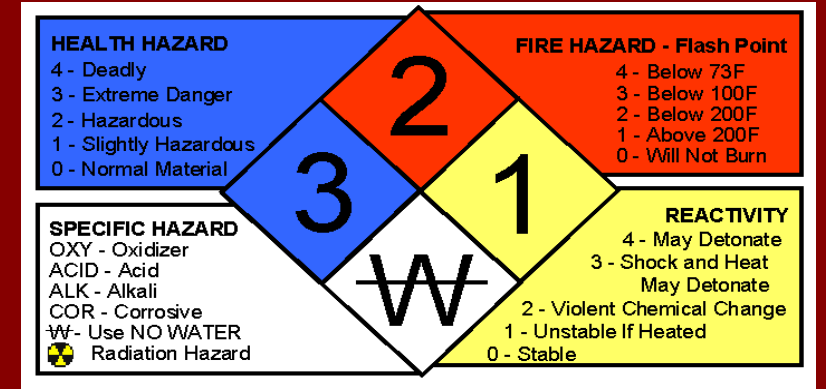 HEALTH HAZARD
4 - Deadly
3 - Extreme Danger
2 - Hazardous
1 - Slightly Hazardous
0 - Normal Material
FIRE HAZARD - Flash Point
4 - Below 73F
3 - Below 100F
2 - Below 200F
1 - Above 200F
0 - Will Not Burn
2
3
1
W
SPECIFIC HAZARD
OXY - Oxidizer
ACID - Acid
ALK - Alkali
COR - Corrosive
W - Use NO WATER
Radiation Hazard
REACTIVITY
4 - May Detonate
3 - Shock and Heat
May Detonate
2 - Violent Chemical Change
1 - Unstable If Heated
0 - Stable